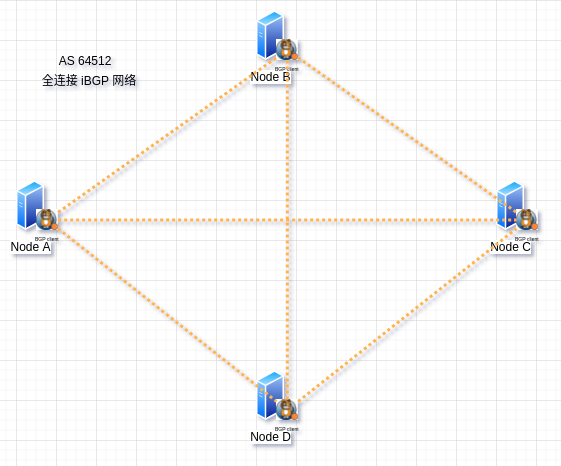 AS 64512
全连接 iBGP 网络
BGP client
Node B
BGP client
Node A
BGP client
Node C
BGP client
Node D